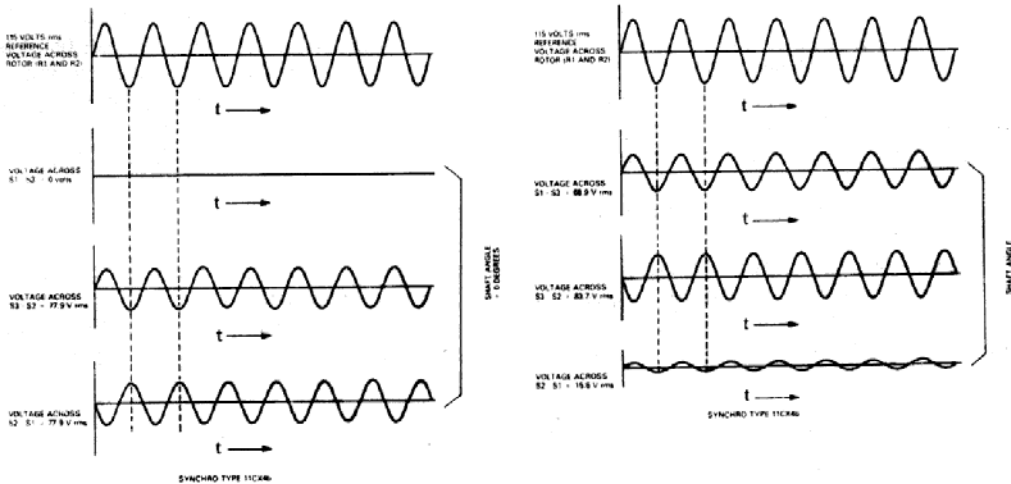 115 VOLTS rms
REFERENCE
VOLTAGE ACROSS
ROTOR (R1 AND R2)
t
VOLTAGE ACROSS
S1 S3 = 0 volts
t
VOLTAGE ACROSS
S3 S2 = 77.9 V rms
t
VOLTAGE ACROSS
S2 S1 = 77.9 V rms
t
SHAFT ANGLE
= 0 DEGREES
SYNCHRO TYPE 11CX4b
115 VOLTS rms
REFERENCE
VOLTAGE ACROSS
ROTOR (R1 AND R2)
t
VOLTAGE ACROSS
S1 S3 = 68.9 V rms
t
VOLTAGE ACROSS
S3 S2 = 83.7 V rms
t
S2 S1 = 15.6 V rms
VOLTAGE ACROSS
t
SHAFT ANGLE
SYNCHRO TYPE 11CX4b